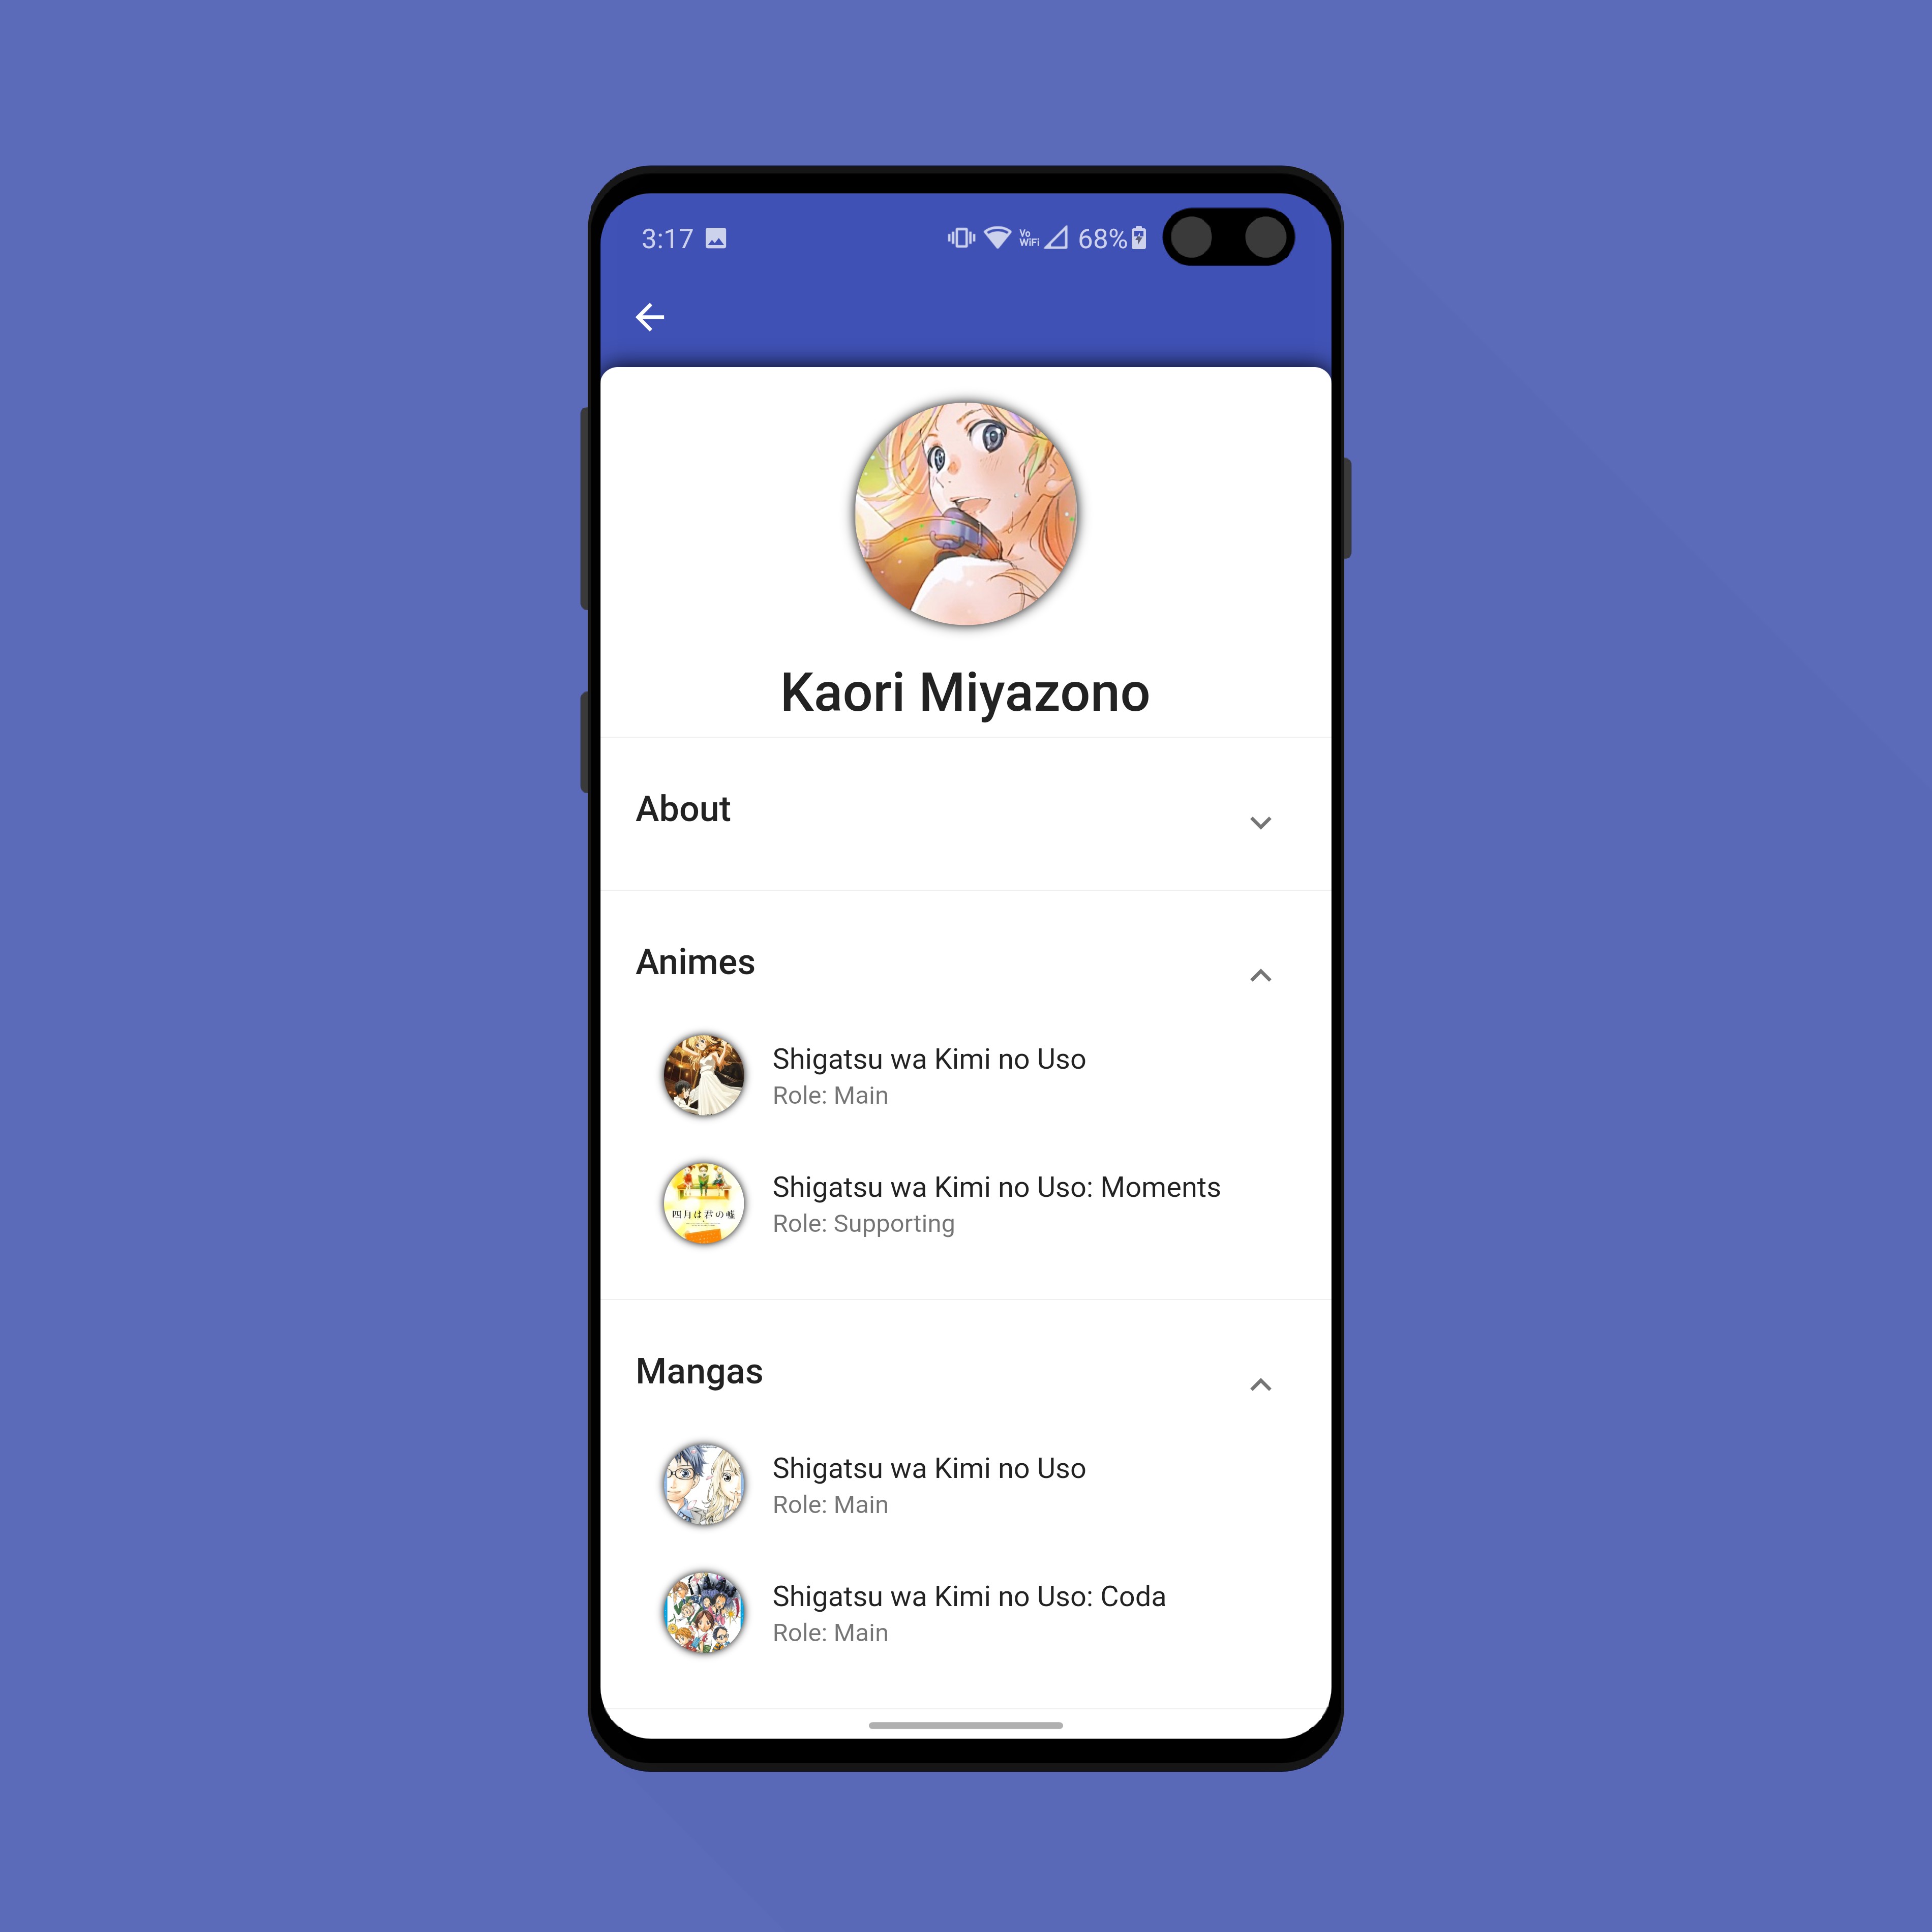 3:17
Vo
WiFi
68%
Kaori Miyazono
About
Animes
Shigatsu wa Kimi no Uso
Role: Main
Shigatsu wa Kimi no Uso: Moments
Role: Supporting
四月は君の嘘
Mangas
Shigatsu wa Kimi no Uso
Role: Main
Shigatsu wa Kimi no Uso: Coda
Role: Main